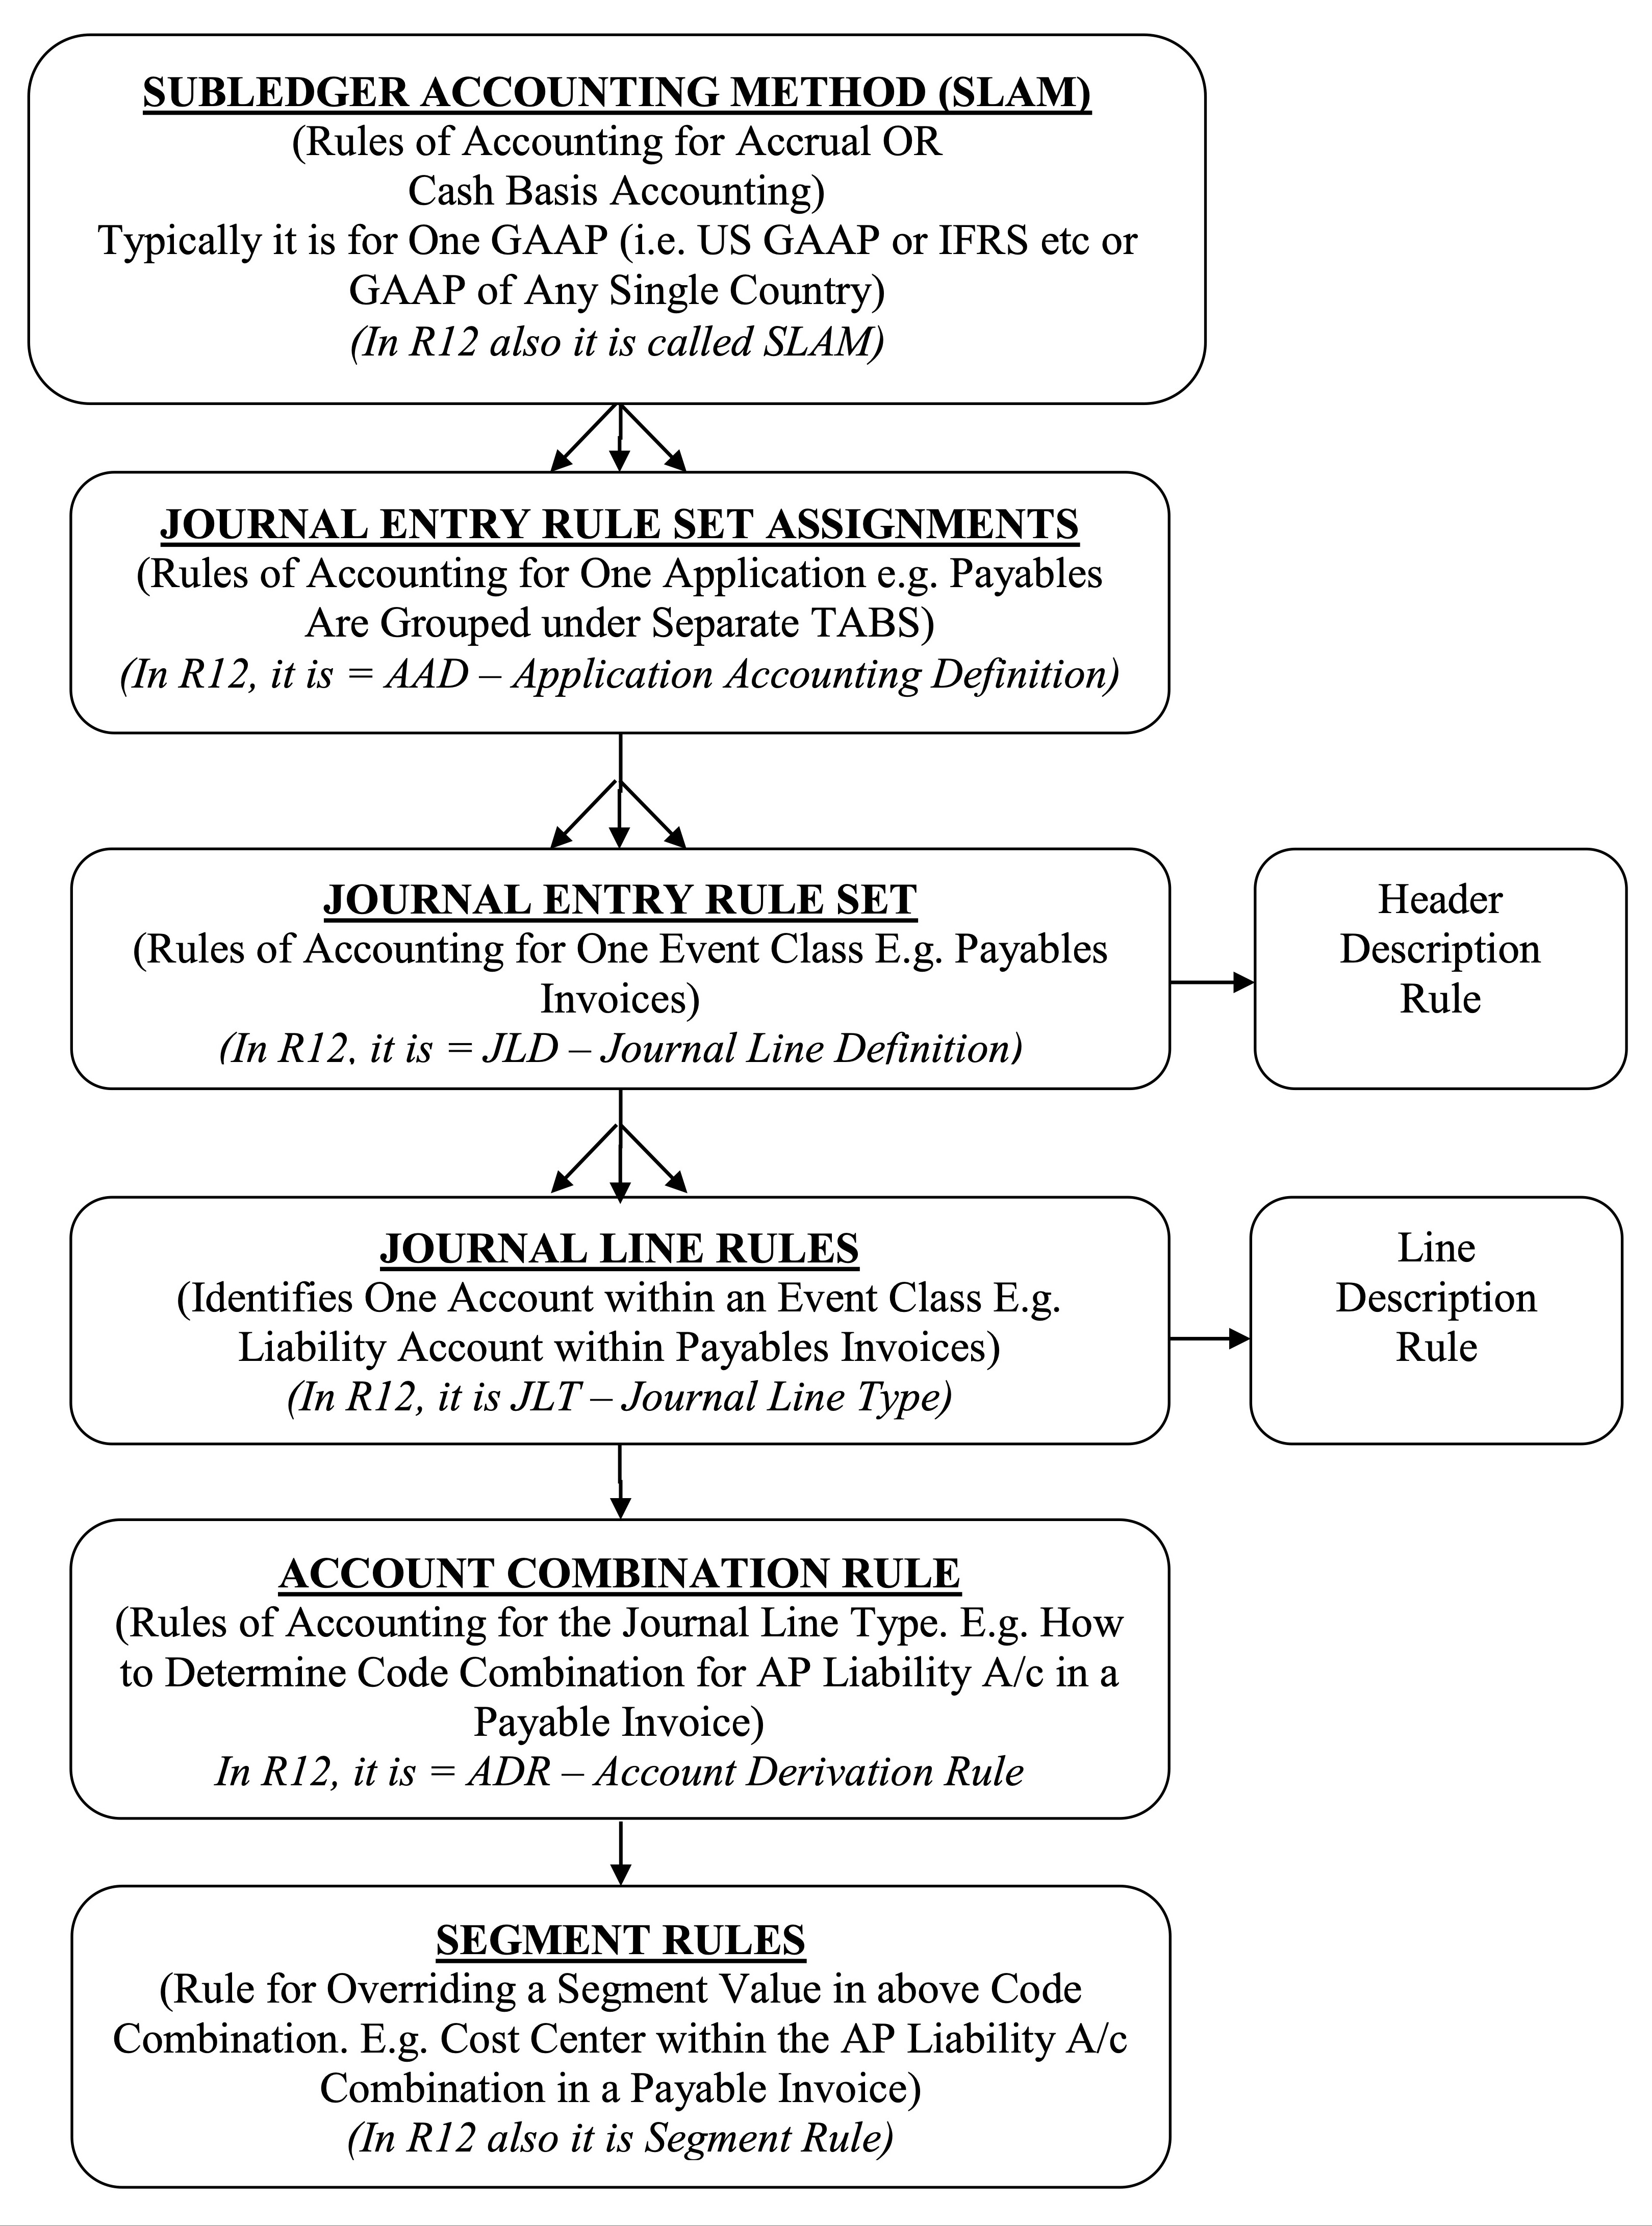 SUBLEDGER ACCOUNTING METHOD (SLAM)
(Rules of Accounting for Accrual OR
Cash Basis Accounting)
Typically it is for One GAAP (i.e. US GAAP or IFRS etc or
GAAP of Any Single Country)
(In R12 also it is called SLAM)
JOURNAL ENTRY RULE SET ASSIGNMENTS
(Rules of Accounting for One Application e.g. Payables
Are Grouped under Separate TABS)
(In R12, it is = AAD – Application Accounting Definition)
JOURNAL ENTRY RULE SET
(Rules of Accounting for One Event Class E.g. Payables
Invoices)
(In R12, it is = JLD – Journal Line Definition)
Header
Description
Rule
JOURNAL LINE RULES
(Identifies One Account within an Event Class E.g.
Liability Account within Payables Invoices)
(In R12, it is JLT – Journal Line Type)
Line
Description
Rule
ACCOUNT COMBINATION RULE
(Rules of Accounting for the Journal Line Type. E.g. How
to Determine Code Combination for AP Liability A/c in a
Payable Invoice)
In R12, it is = ADR – Account Derivation Rule
SEGMENT RULES
(Rule for Overriding a Segment Value in above Code
Combination. E.g. Cost Center within the AP Liability A/c
Combination in a Payable Invoice)
(In R12 also it is Segment Rule)